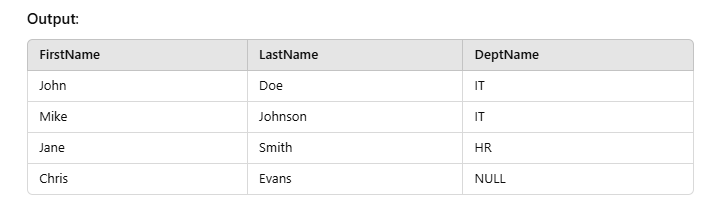 Output:
FirstName LastName DeptName
John Doe IT
Mike Johnson IT
Jane Smith HR
Chris Evans NULL